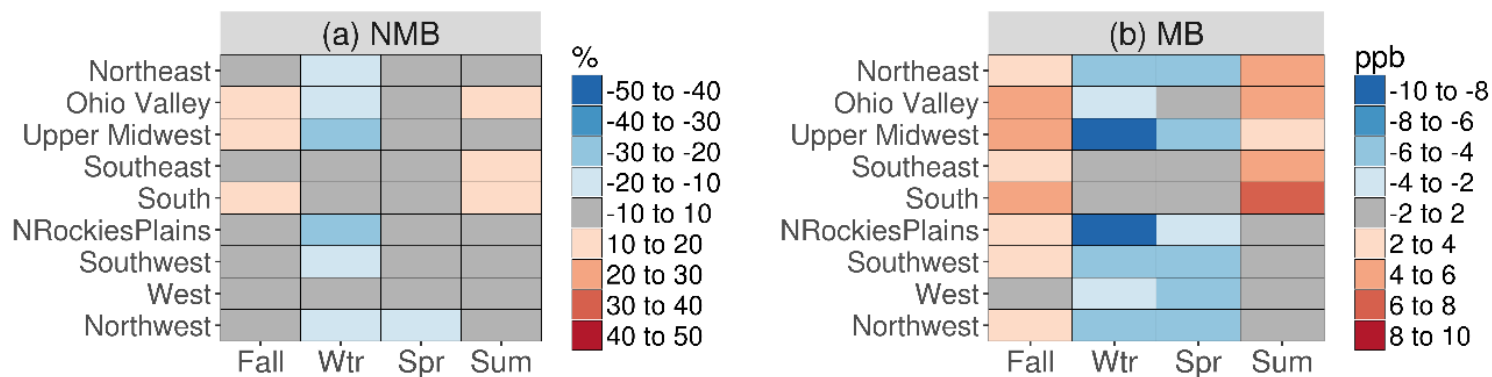 (a) NMB
%
Northeast
Ohio Valley
Upper Midwest
Southeast
South
NRockiesPlains
Southwest
West
Northwest
Fall Wtr Spr Sum
-50 to -40
-40 to -30
-30 to -20
-20 to -10
-10 to 10
10 to 20
20 to 30
30 to 40
40 to 50
(b) MB
ppb
Northeast
Ohio Valley
Upper Midwest
Southeast
South
NRockiesPlains
Southwest
West
Northwest
Fall Wtr Spr Sum
-10 to -8
-8 to -6
-6 to -4
-4 to -2
-2 to 2
2 to 4
4 to 6
6 to 8
8 to 10